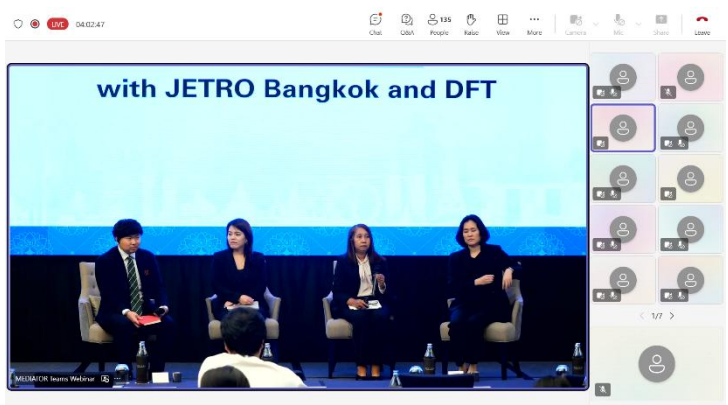 LIVE 04:02:47
Chat
Q&A
135
People
Raise
View
More
Camera
Mic
Share
Leave
with JETRO Bangkok and DFT
MEDIATOR Teams Webinar
1/7